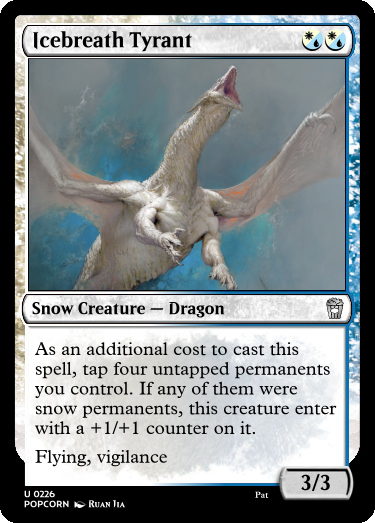 Icebreath Tyrant
Snow Creature — Dragon
As an additional cost to cast this
spell, tap four untapped permanents
you control. If any of them were
snow permanents, this creature enter
with a +1/+1 counter on it.
Flying, vigilance
3/3
U 0226
POPCORN Ruan Jia
Pat